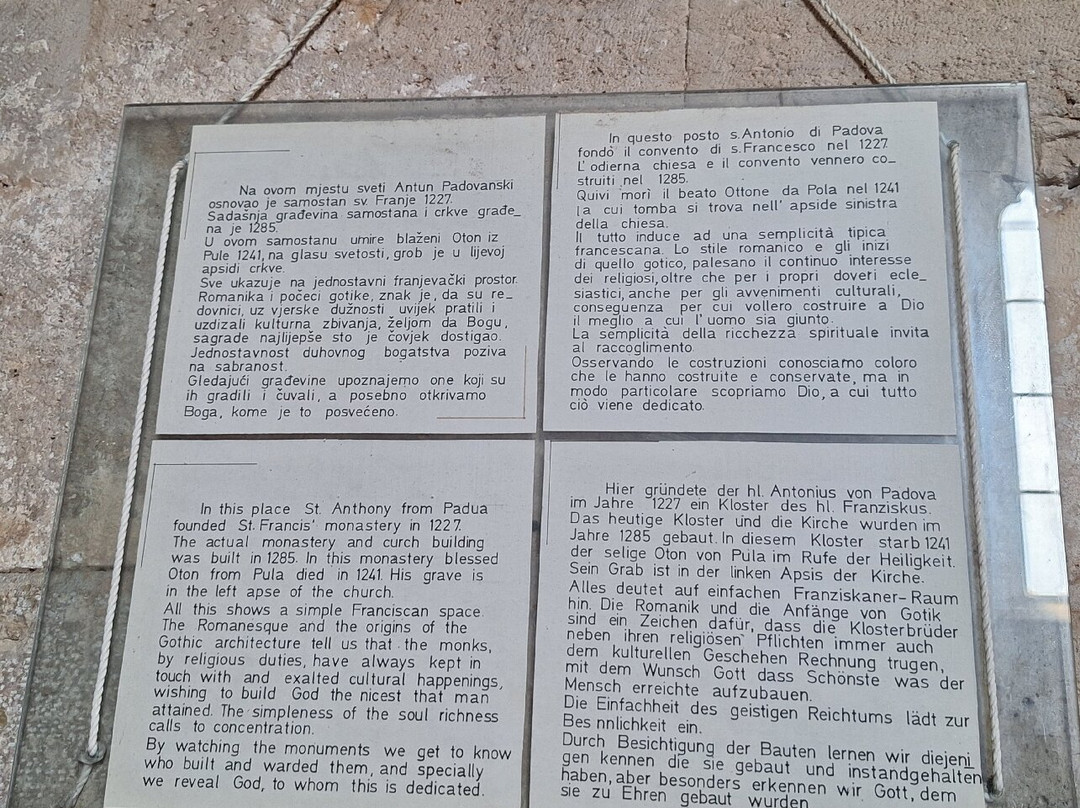 Na ovom mjestu sveti Antun Padovanski
osnovao je samostan sv. Franje 1227.
Sadašnja građevina samostana i crkve građe_
na je 1285.
U ovom samostanu umire blaženi Oton iz
Pule 1241, na glasu svetosti, grob je u lijevoj
apsidi crkve.
Sve ukazuje na jednostavni franjevački prostor.
Romanika i počeci gotike, znak je, da su re_
dovnici, uz vjerske dužnosti uvijek pratili i
uzdizali kulturna zbivanja, željom da Bogu,
sagrade najlijepše sto je čovjek dostigao.
Jednostavnost duhovnog bogatstva poziva
na sabranost.
Gledajući građevine upoznajemo one koji su
ih gradili i čuvali, a posebno otkrivamo
Boga, kome je to posvećeno.
In questo posto s.Antonio di Padova
fondò il convento di s.Francesco nel 1227.
L'odierna chiesa e il convento vennero co_
struiti nel 1285.
Quivi morì il beato Ottone da Pola nel 1241
la cui tomba si trova nell' apside sinistra
della chiesa.
Il tutto induce ad una semplicità tipica
francescana. Lo stile romanico e gli inizi
di quello gotico, palesano il continuo interesse
dei religiosi, oltre che per i propri doveri ecle_
siastici, anche per gli avvenimenti culturali,
conseguenza per cui vollero costruire a Dio
il meglio a cui l'uomo sia giunto.
La semplicità della ricchezza spirituale invita
al raccoglimento.
Osservando le costruzioni conosciamo coloro
che le hanno costruite e conservate, ma in
modo particolare scopriamo Dio, a cui tutto
ciò viene dedicato.
In this place St. Anthony from Padua
founded St. Francis' monastery in 1227.
The actual monastery and curch building
was built in 1285. In this monastery blessed
Oton from Pula died in 1241. His grave is
in the left apse of the church.
All this shows a simple Franciscan space.
The Romanesque and the origins of the
Gothic architecture tell us that the monks,
by religious duties, have always kept in
touch with and exalted cultural happenings,
wishing to build God the nicest that man
attained. The simpleness of the soul richness
calls to concentration.
By watching the monuments we get to know
who built and warded them, and specially
we reveal God, to whom this is dedicated.
Hier gründete der hl. Antonius von Padova
im Jahre 1227 ein Kloster des hl. Franziskus.
Das heutige Kloster und die Kirche wurden im
Jahre 1285 gebaut. In diesem Kloster starb 1241
der selige Oton von Pula im Rufe der Heiligkeit.
Sein Grab ist in der linken Apsis der Kirche.
Alles deutet auf einfachen Franziskaner-Raum
hin. Die Romanik und die Anfänge von Gotik
sind ein Zeichen dafür, dass die Klosterbrüder
neben ihren religiösen Pflichten immer auch
dem kulturellen Geschehen Rechnung trugen,
mit dem Wunsch Gott dass Schönste was der
Mensch erreichte aufzubauen.
Die Einfachheit des geistigen Reichtums lädt zur
Bes nnlichkeit ein.
Durch Besichtigung der Bauten lernen wir diejeni_
gen kennen die sie gebaut und instandgehalten
haben, aber besonders erkennen wir Gott, dem
sie zu Ehren gebaut wurden